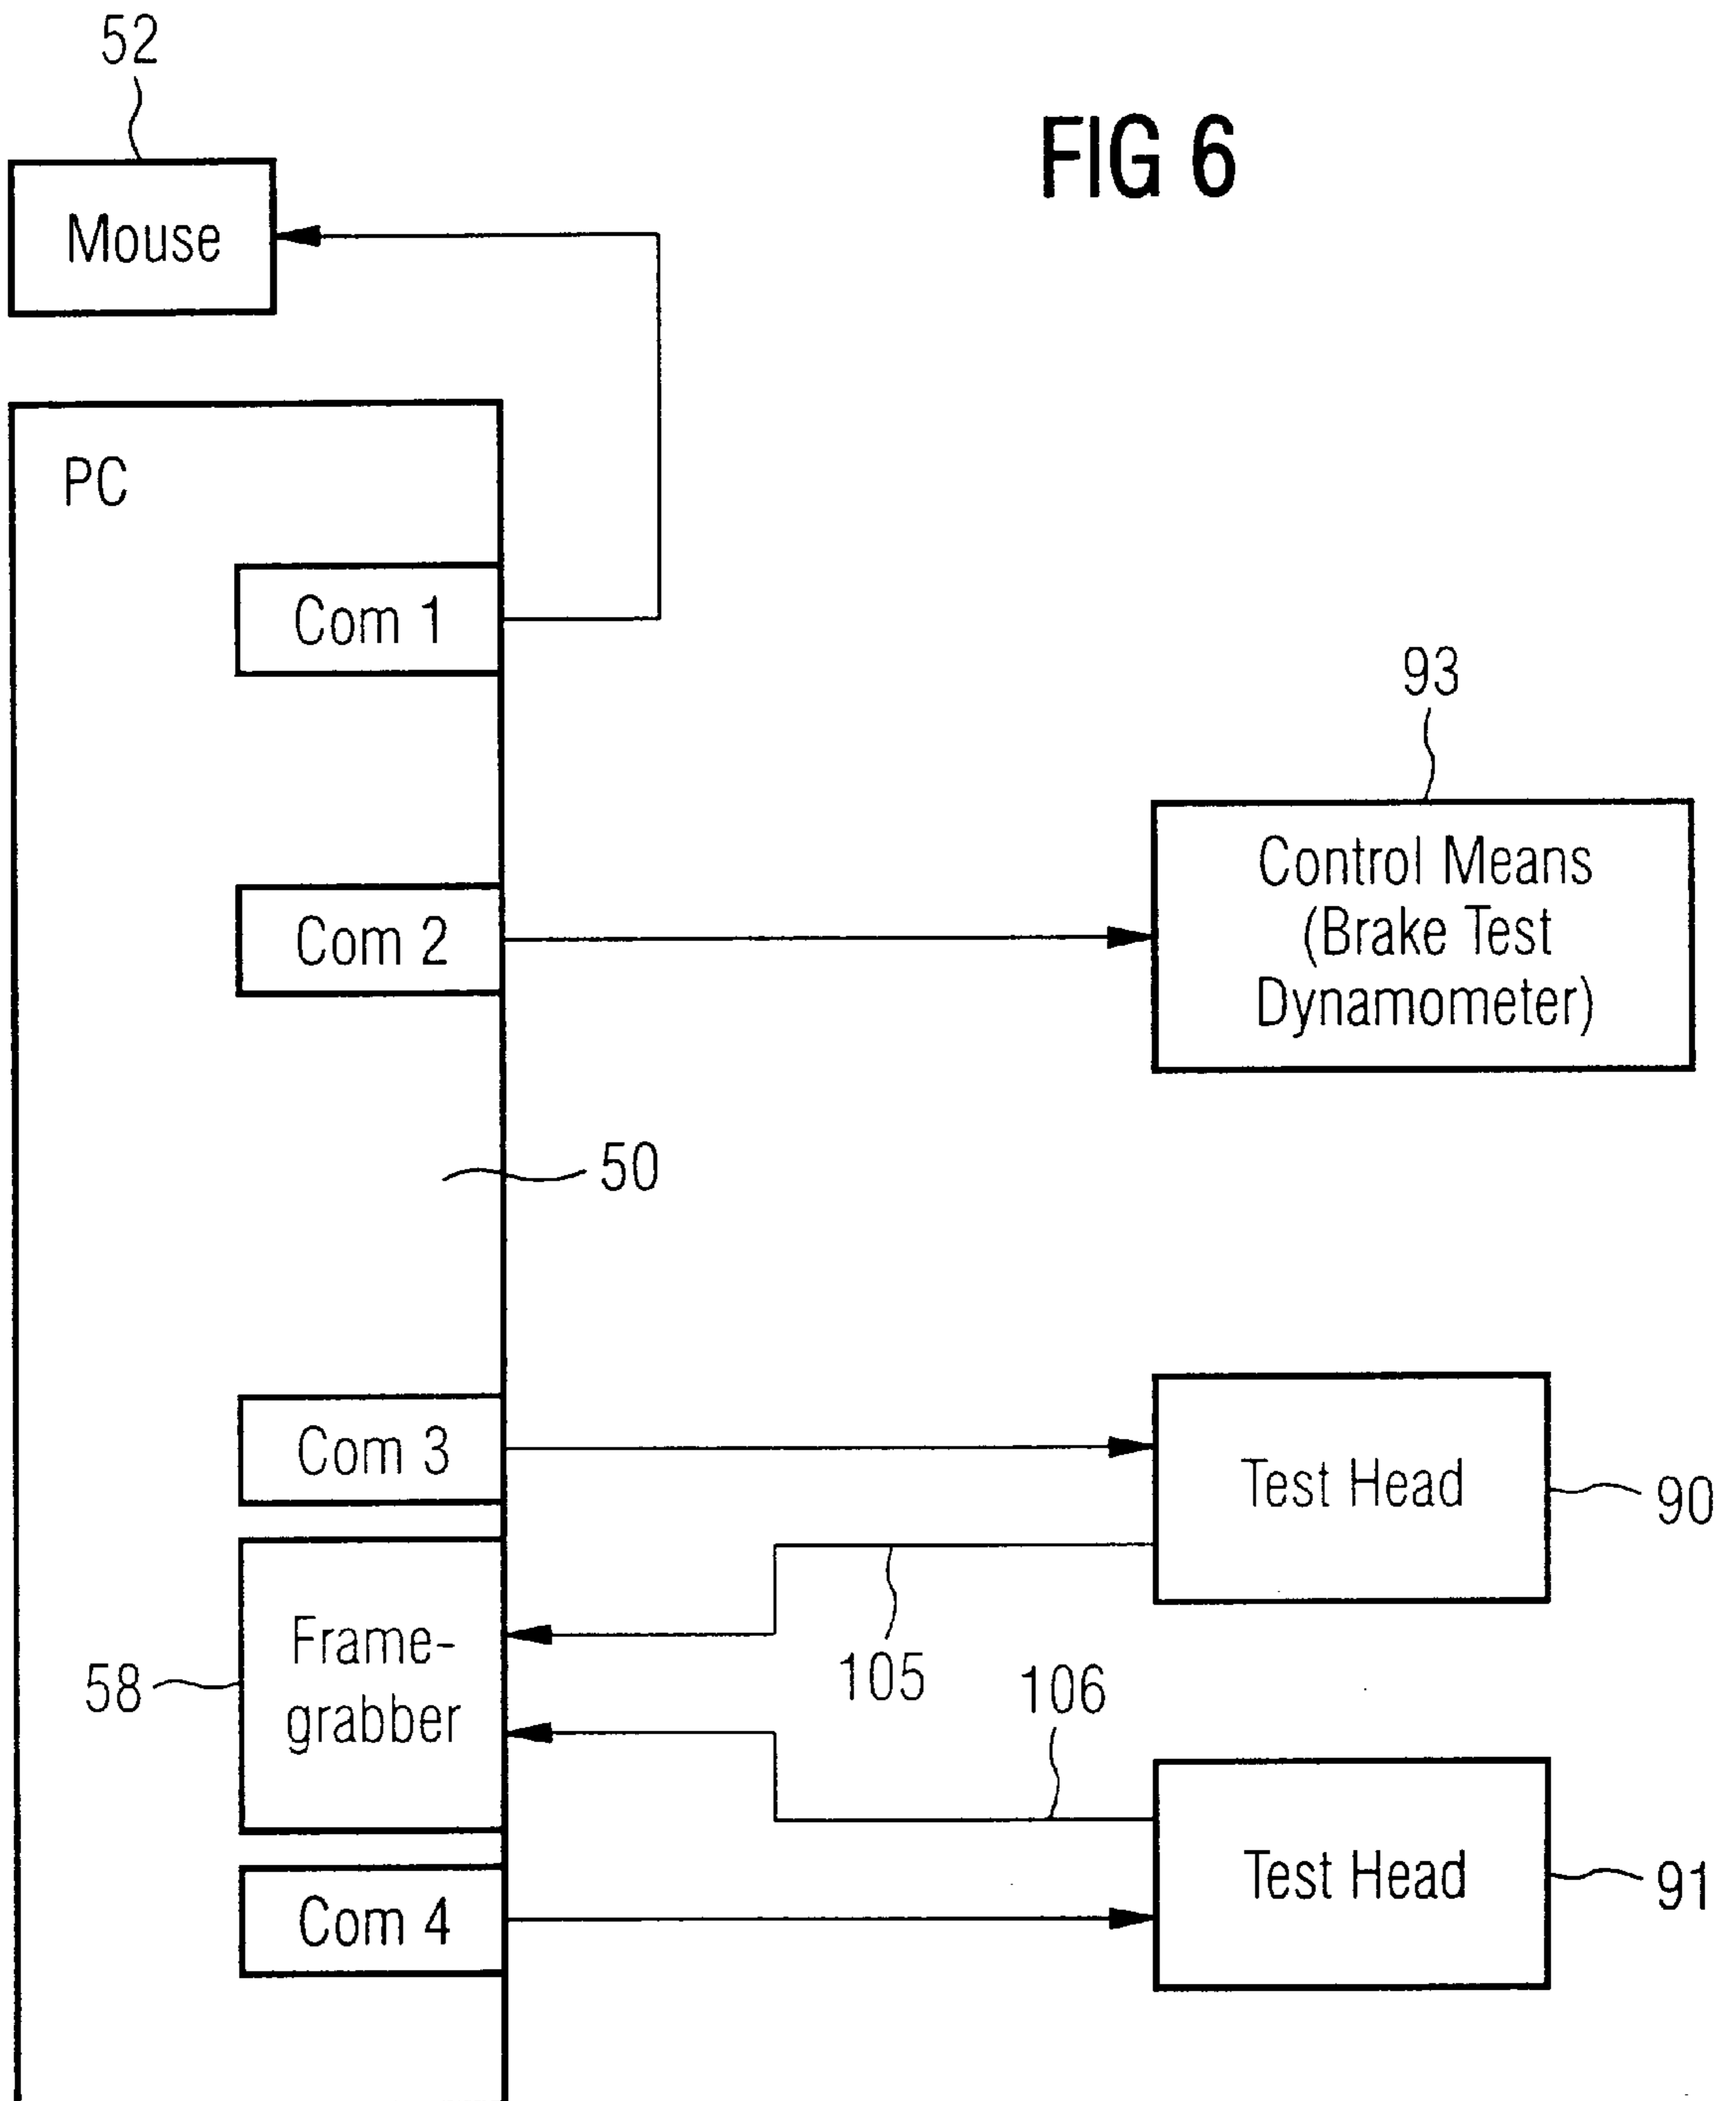 52
FIG 6
Mouse
PC
Com 1
93
Control Means
(Brake Test
Dynamometer)
Com 2
50
Com 3
Test Head
90
Frame-
grabber
58
105
106
Test Head
91
Com 4